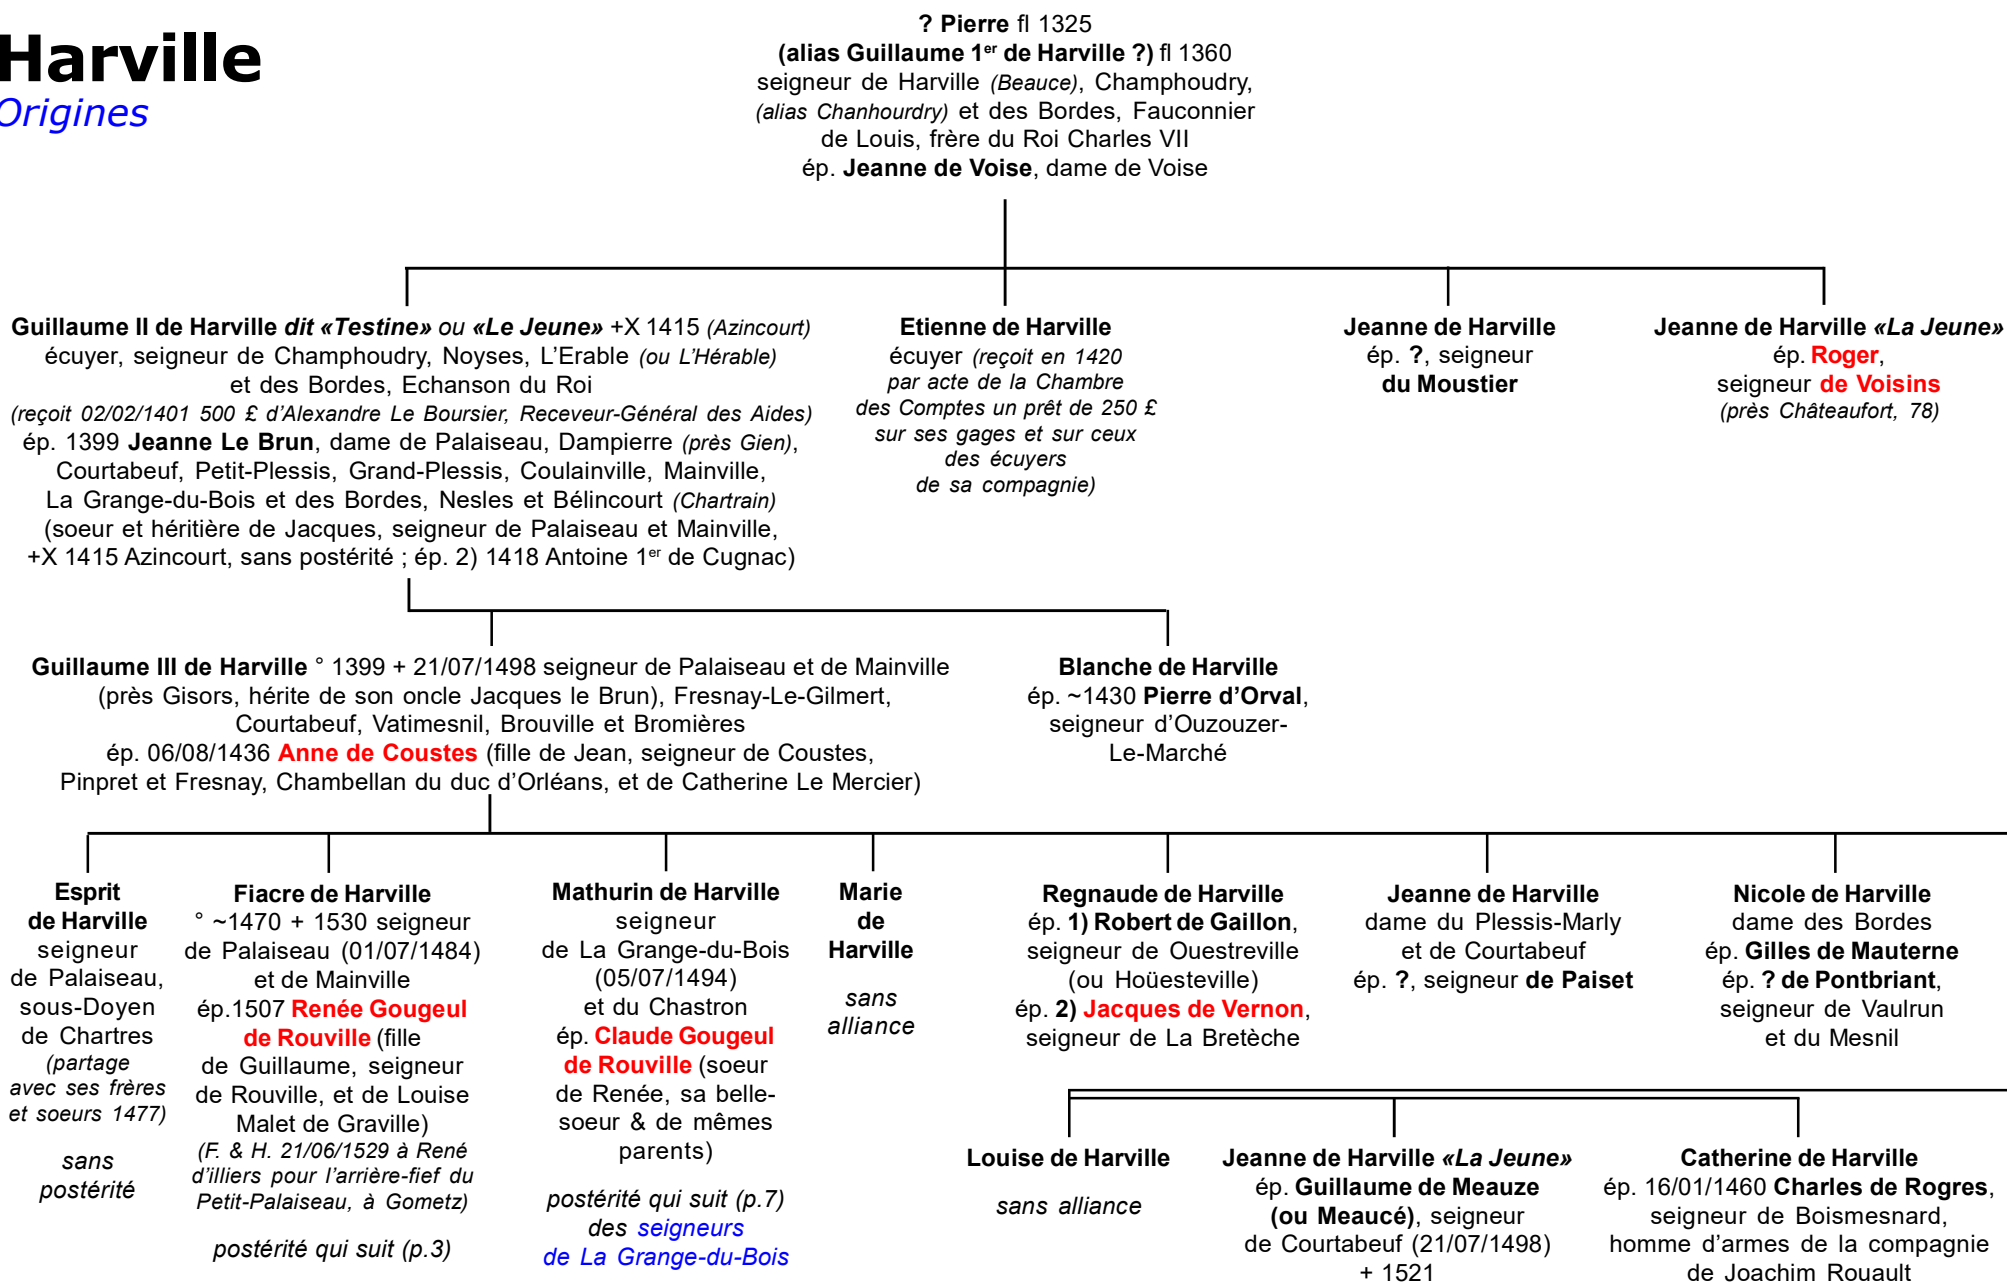 Harville
Origines
? Pierre fl 1325
(alias Guillaume 1er de Harville ?) fl 1360
seigneur de Harville (Beauce), Champhoudry,
(alias Chanhourdry) et des Bordes, Fauconnier
de Louis, frère du Roi Charles VII
ép. Jeanne de Voise, dame de Voise
Guillaume II de Harville dit «Testine» ou «Le Jeune» +X 1415 (Azincourt)
écuyer, seigneur de Champhoudry, Noyses, L'Erable (ou L'Hérable)
et des Bordes, Echanson du Roi
(reçoit 02/02/1401 500 £ d'Alexandre Le Boursier, Receveur-Général des Aides)
ép. 1399 Jeanne Le Brun, dame de Palaiseau, Dampierre (près Gien),
Courtabeuf, Petit-Plessis, Grand-Plessis, Coulainville, Mainville,
La Grange-du-Bois et des Bordes, Nesles et Bélincourt (Chartrain)
(soeur et héritière de Jacques, seigneur de Palaiseau et Mainville,
+X 1415 Azincourt, sans postérité ; ép. 2) 1418 Antoine 1er de Cugnac)
Etienne de Harville
écuyer (reçoit en 1420
par acte de la Chambre
des Comptes un prêt de 250 £
sur ses gages et sur ceux
des écuyers
de sa compagnie)
Jeanne de Harville
ép. ?, seigneur
du Moustier
Jeanne de Harville «La Jeune»
ép. Roger,
seigneur de Voisins
(près Châteaufort, 78)
Guillaume III de Harville ° 1399 + 21/07/1498 seigneur de Palaiseau et de Mainville
(près Gisors, hérite de son oncle Jacques le Brun), Fresnay-Le-Gilmert,
Courtabeuf, Vatimesnil, Brouville et Bromières
ép. 06/08/1436 Anne de Coustes (fille de Jean, seigneur de Coustes,
Pinpret et Fresnay, Chambellan du duc d'Orléans, et de Catherine Le Mercier)
Blanche de Harville
ép. ~1430 Pierre d'Orval,
seigneur d'Ouzouzer-
Le-Marché
Esprit
de Harville
seigneur
de Palaiseau,
sous-Doyen
de Chartres
(partage
avec ses frères
et soeurs 1477)
sans
postérité
Fiacre de Harville
° ~1470 + 1530 seigneur
de Palaiseau (01/07/1484)
et de Mainville
ép.1507 Renée Gougeul
de Rouville (fille
de Guillaume, seigneur
de Rouville, et de Louise
Malet de Graville)
(F. & H. 21/06/1529 à René
d'illiers pour l'arrière-fief du
Petit-Palaiseau, à Gometz)
postérité qui suit (p.3)
Mathurin de Harville
seigneur
de La Grange-du-Bois
(05/07/1494)
et du Chastron
ép. Claude Gougeul
de Rouville (soeur
de Renée, sa belle-
soeur & de mêmes
parents)
postérité qui suit (p.7)
des seigneurs
de La Grange-du-Bois
Marie
de
Harville
sans
alliance
Regnaude de Harville
ép. 1) Robert de Gaillon,
seigneur de Ouestreville
(ou Hoüesteville)
ép. 2) Jacques de Vernon,
seigneur de La Bretèche
Jeanne de Harville
dame du Plessis-Marly
et de Courtabeuf
ép. ?, seigneur de Paiset
Nicole de Harville
dame des Bordes
ép. Gilles de Mauterne
ép. ? de Pontbriant,
seigneur de Vaulrun
et du Mesnil
Louise de Harville
sans alliance
Jeanne de Harville «La Jeune»
ép. Guillaume de Meauze
(ou Meaucé), seigneur
de Courtabeuf (21/07/1498)
+ 1521
Catherine de Harville
ép. 16/01/1460 Charles de Rogres,
seigneur de Boismesnard,
homme d'armes de la compagnie
de Joachim Rouault